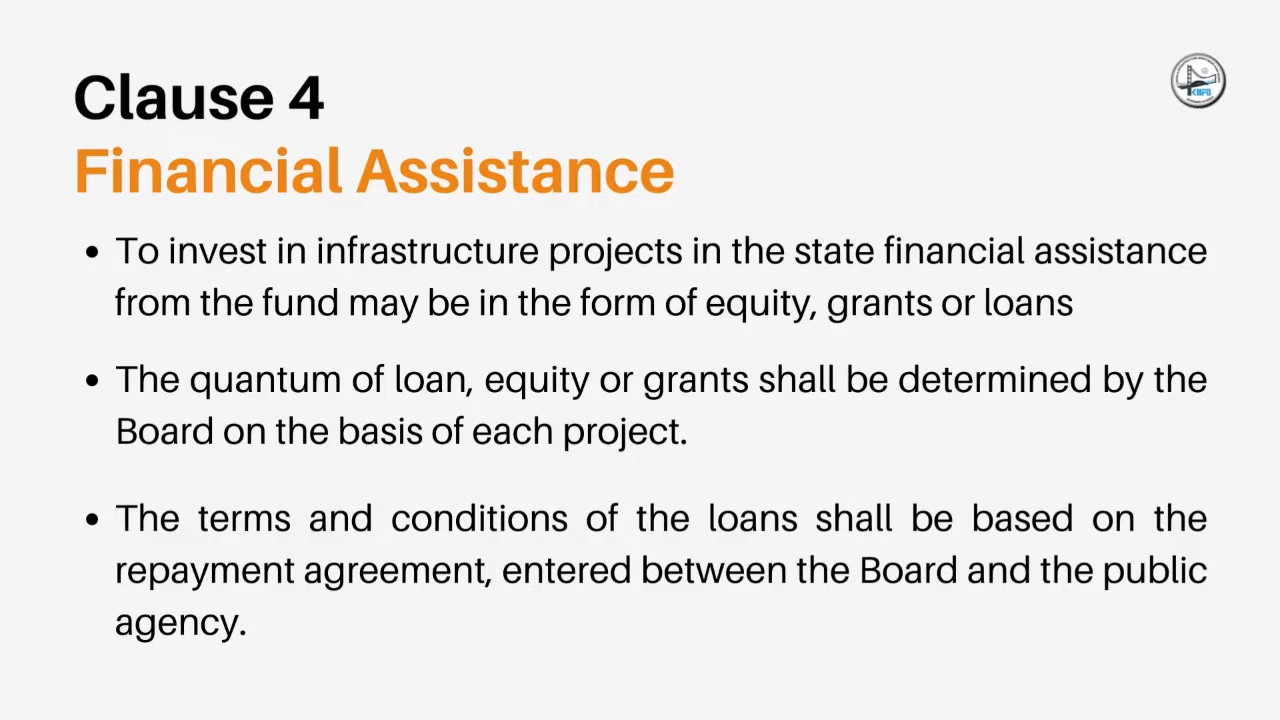 Clause 4
Financial Assistance
KIIFB
• To invest in infrastructure projects in the state financial assistance
from the fund may be in the form of equity, grants or loans
• The quantum of loan, equity or grants shall be determined by the
Board on the basis of each project.
• The terms and conditions of the loans shall be based on the
repayment agreement, entered between the Board and the public
agency.